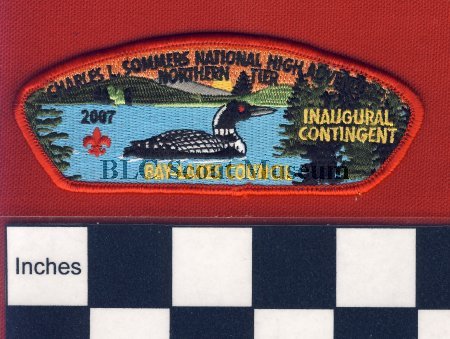 CHARLES L. SOMMERS NATIONAL HIGH ADVENTURE
NORTHERN TIER
2007
INAUGURAL
CONTINGENT
BLC Scout Museum
BAY LAKES COUNCIL
Inches